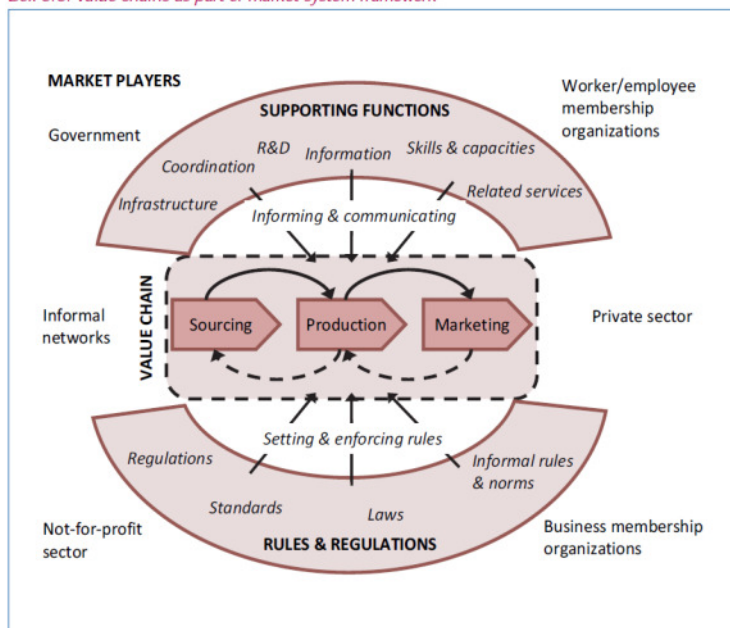 MARKET PLAYERS
Worker/employee
membership
organizations
SUPPORTING FUNCTIONS
Government
R&D
Information
Skills & capacities
Coordination
Infrastructure
Related services
Informing & communicating
VALUE CHAIN
Informal
networks
Sourcing
Production
Marketing
Private sector
Setting & enforcing rules
Regulations
Informal rules
& norms
Standards
Laws
Not-for-profit
sector
RULES & REGULATIONS
Business membership
organizations